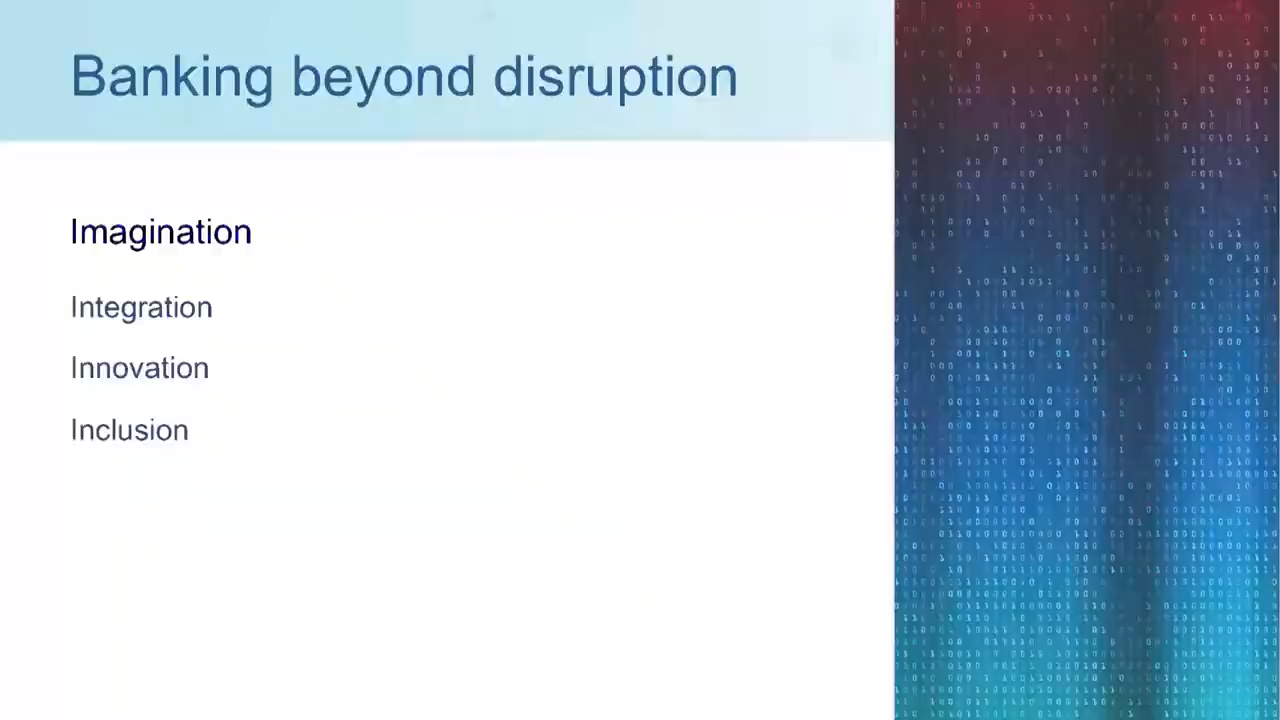 Banking beyond disruption
Imagination
Integration
Innovation
Inclusion